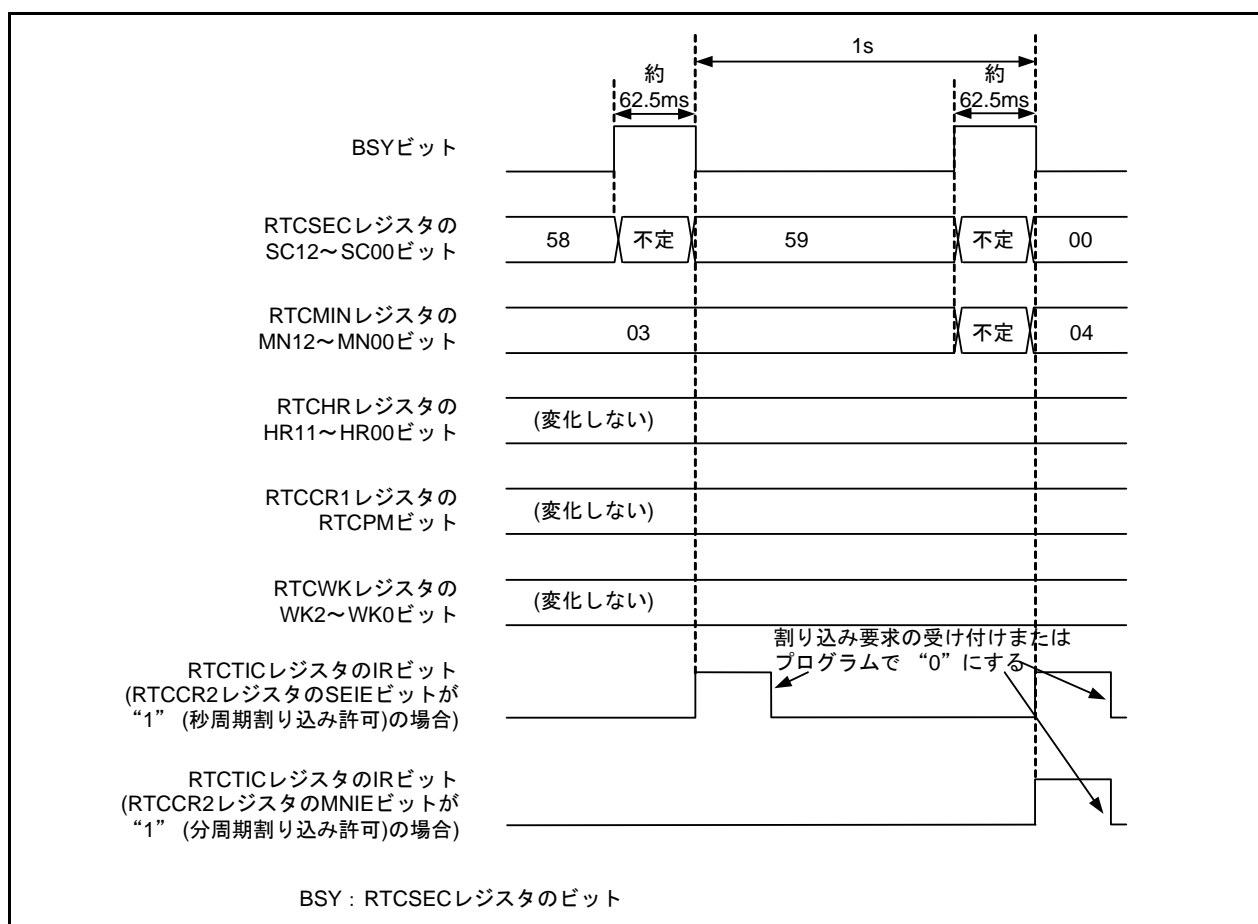 1s
約
62.5ms
約
62.5ms
BSYビット
RTCSECレジスタの
SC12～SC00ビット
58
不定
59
不定
00
RTCMINレジスタの
MN12～MN00ビット
03
不定
04
RTCHRレジスタの
HR11～HR00ビット
(変化しない)
RTCCR1レジスタの
RTCPMビット
(変化しない)
RTCWKレジスタの
WK2～WK0ビット
(変化しない)
割り込み要求の受け付けまたは
プログラムで “0”にする
RTCTICレジスタのIRビット
(RTCCR2レジスタのSEIEビットが
“1” (秒周期割り込み許可)の場合)
RTCTICレジスタのIRビット
(RTCCR2レジスタのMNIEビットが
“1” (分周期割り込み許可)の場合)
BSY : RTCSECレジスタのビット